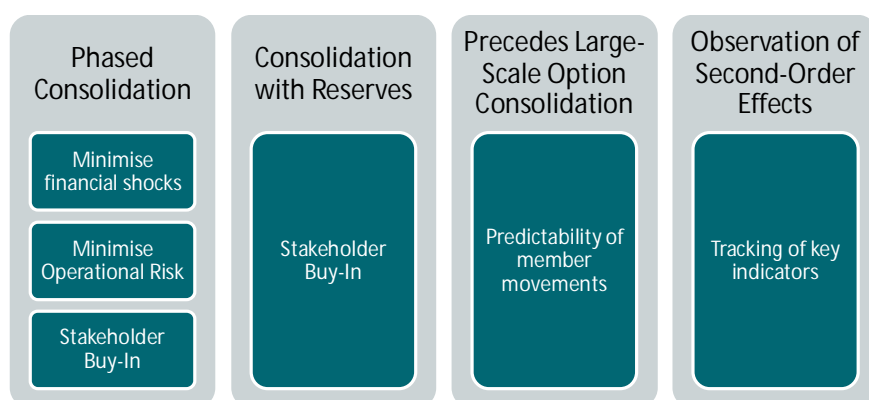 Phased
Consolidation
Minimise
financial shocks
Minimise
Operational Risk
Stakeholder
Buy-In
Consolidation
with Reserves
Stakeholder
Buy-In
Precedes Large-
Scale Option
Consolidation
Predictability of
member
movements
Observation of
Second-Order
Effects
Tracking of key
indicators